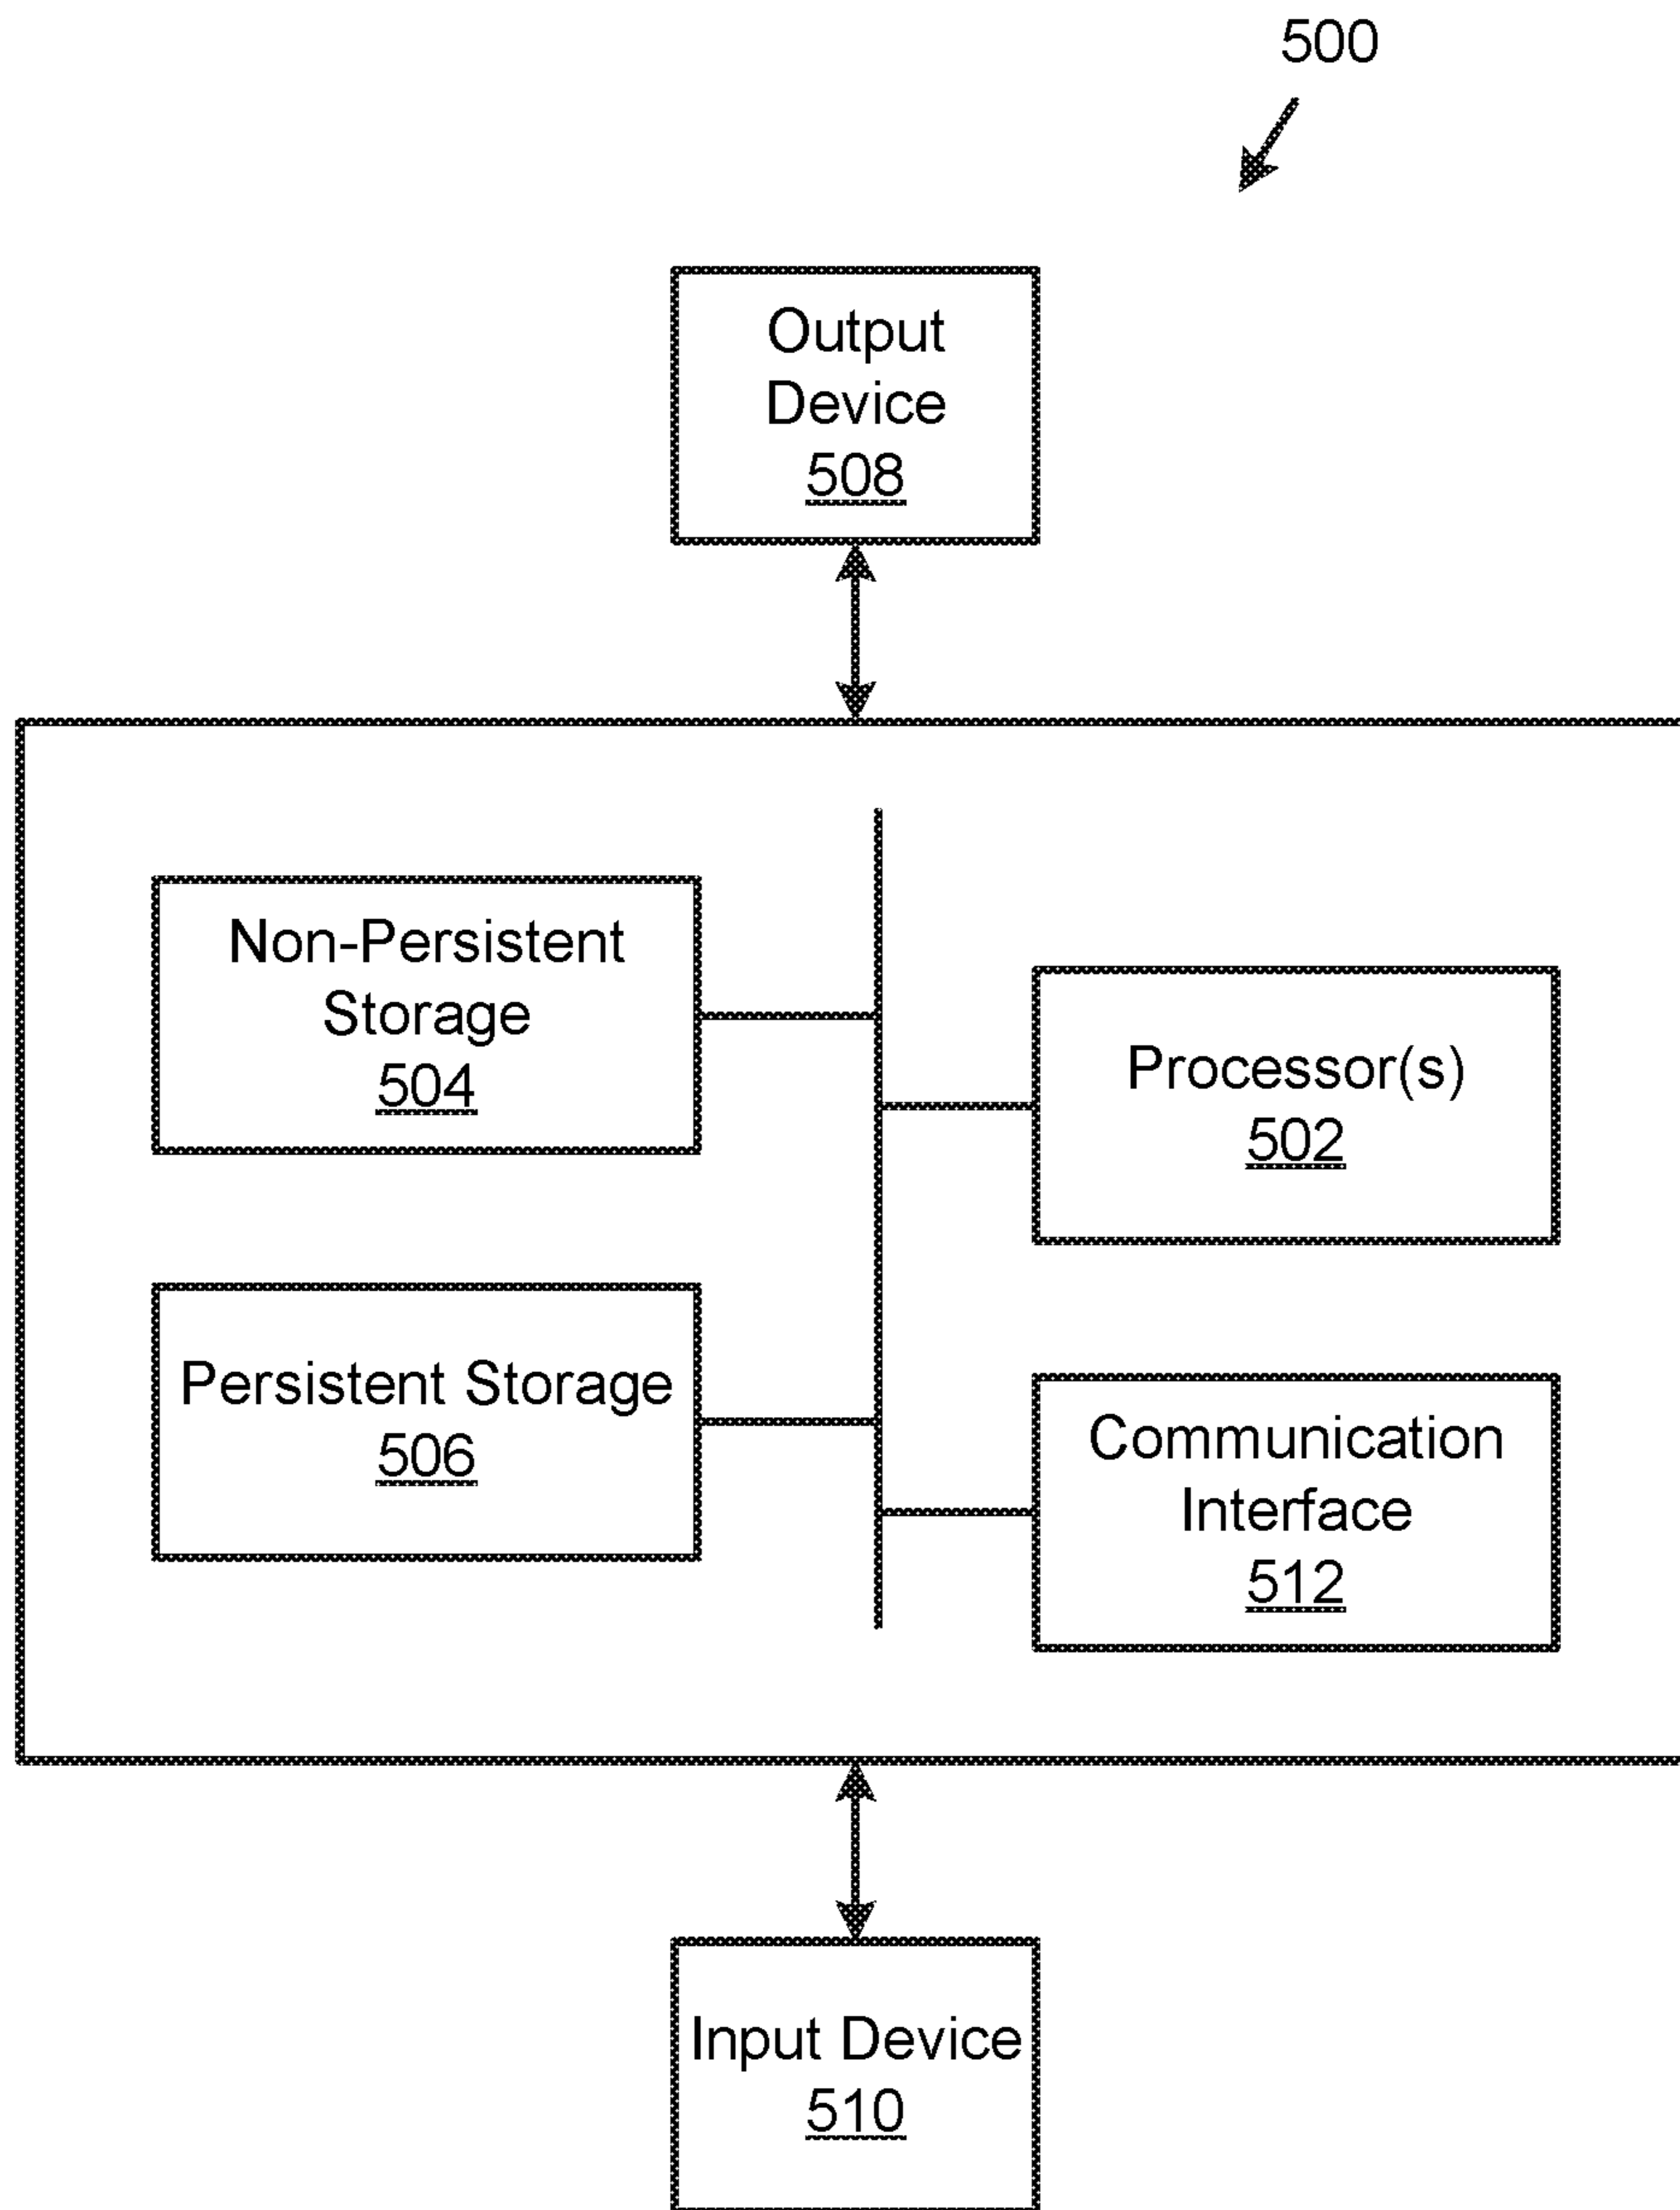 500
Output
Device
508
Non-Persistent
Storage
504
Processor(s)
502
Persistent Storage
506
Communication
Interface
512
Input Device
510